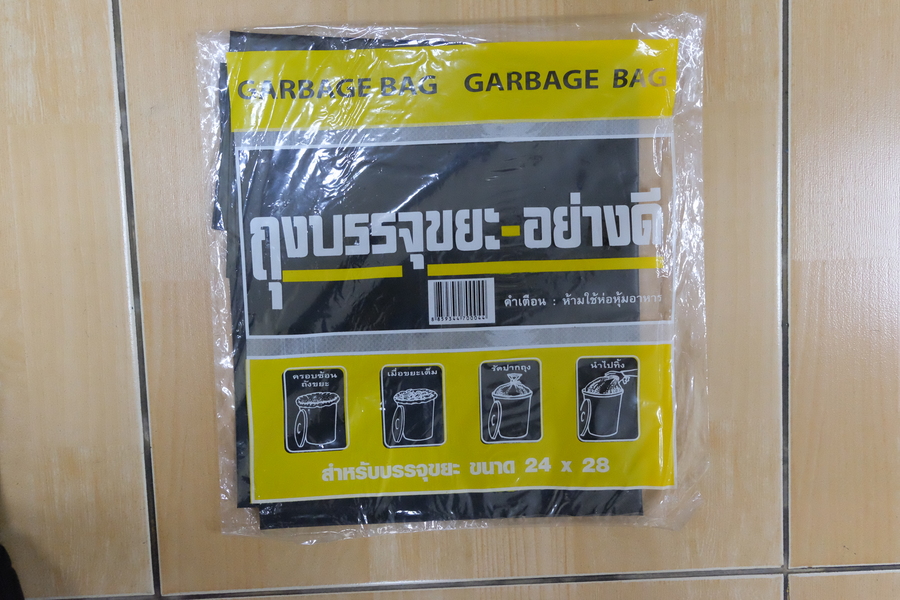 GARBAGE BAG GARBAGE BAG
ถุงบรรจุขยะ-อย่างดี
คำเตือน : ห้ามใช้ห่อหุ้มอาหาร
8 859344 700044
ครอบซ้อน
ถังขยะ
เมื่อขยะเต็ม
รัดปากถุง
นำไปทิ้ง
สำหรับบรรจุขยะ ขนาด 24 x 28